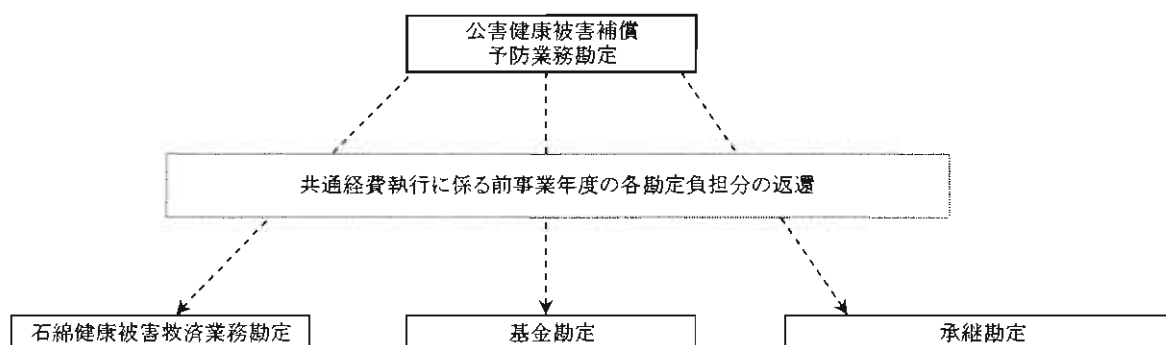 公害健康被害補償
予防業務勘定
共通経費執行に係る前事業年度の各勘定負担分の返還
石綿健康被害救済業務勘定
基金勘定
承継勘定